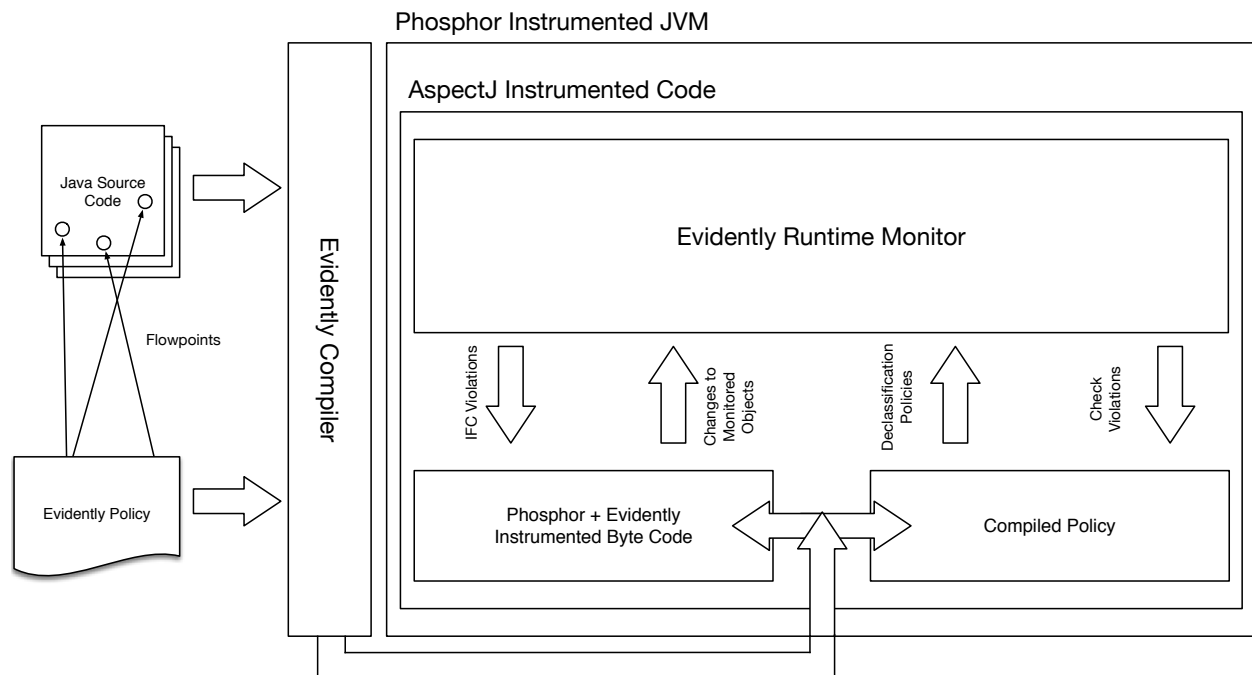 Phosphor Instrumented JVM
AspectJ Instrumented Code
Java Source
Code
Evidently Runtime Monitor
Evidently Compiler
Flowpoints
IFC Violations
Changes to
Monitored
Objects
Declassification
Policies
Check
Violations
Evidently Policy
Phosphor + Evidently
Instrumented Byte Code
Compiled Policy